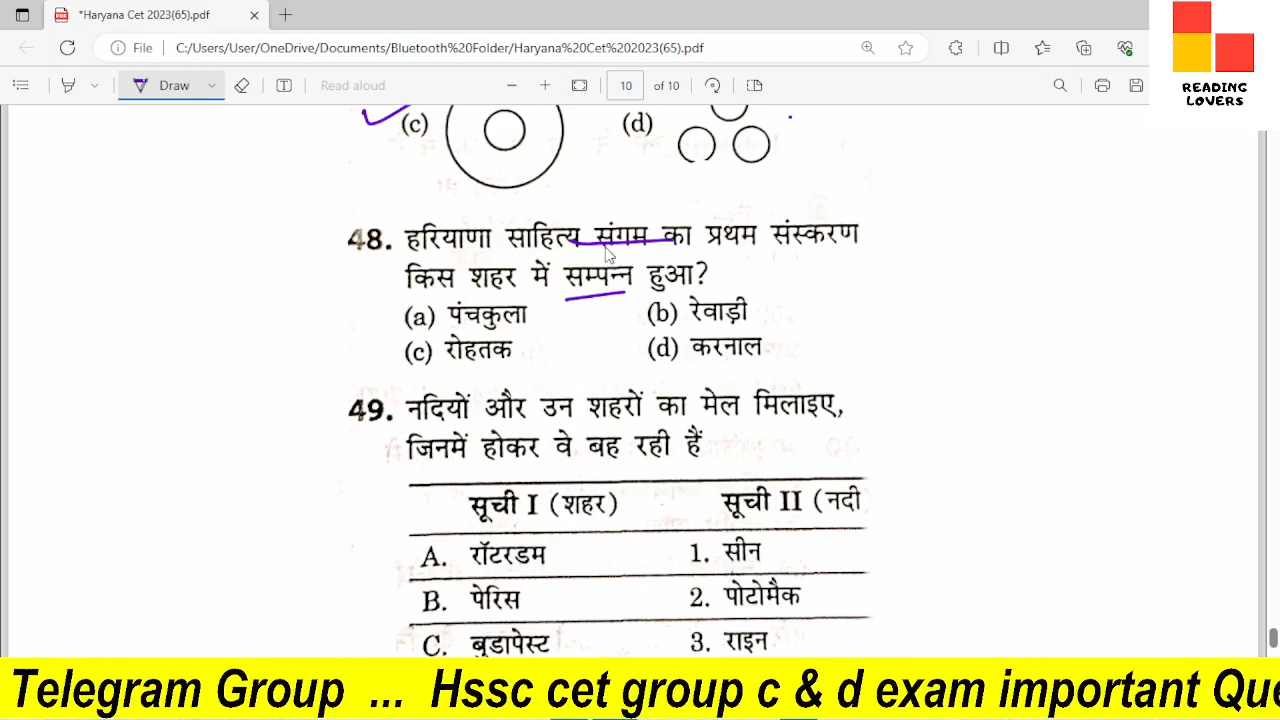 *Haryana Cet 2023(65).pdf
File C:/Users/User/OneDrive/Documents/Bluetooth%20Folder/Haryana%20Cet%202023(65).pdf
Draw Read aloud 10 of 10
READING
LOVERS
(c) (d)
48. हरियाणा साहित्य संगम का प्रथम संस्करण
किस शहर में सम्पन्न हुआ?
(a) पंचकुला (b) रेवाड़ी
(c) रोहतक (d) करनाल
49. नदियों और उन शहरों का मेल मिलाइए,
जिनमें होकर वे बह रही हैं
सूची I (शहर) सूची II (नदी
A. रॉटरडम 1. सीन
B. पेरिस 2. पोटोमैक
C. बुडापेस्ट 3. राइन
Telegram Group ... Hssc cet group c & d exam important Que